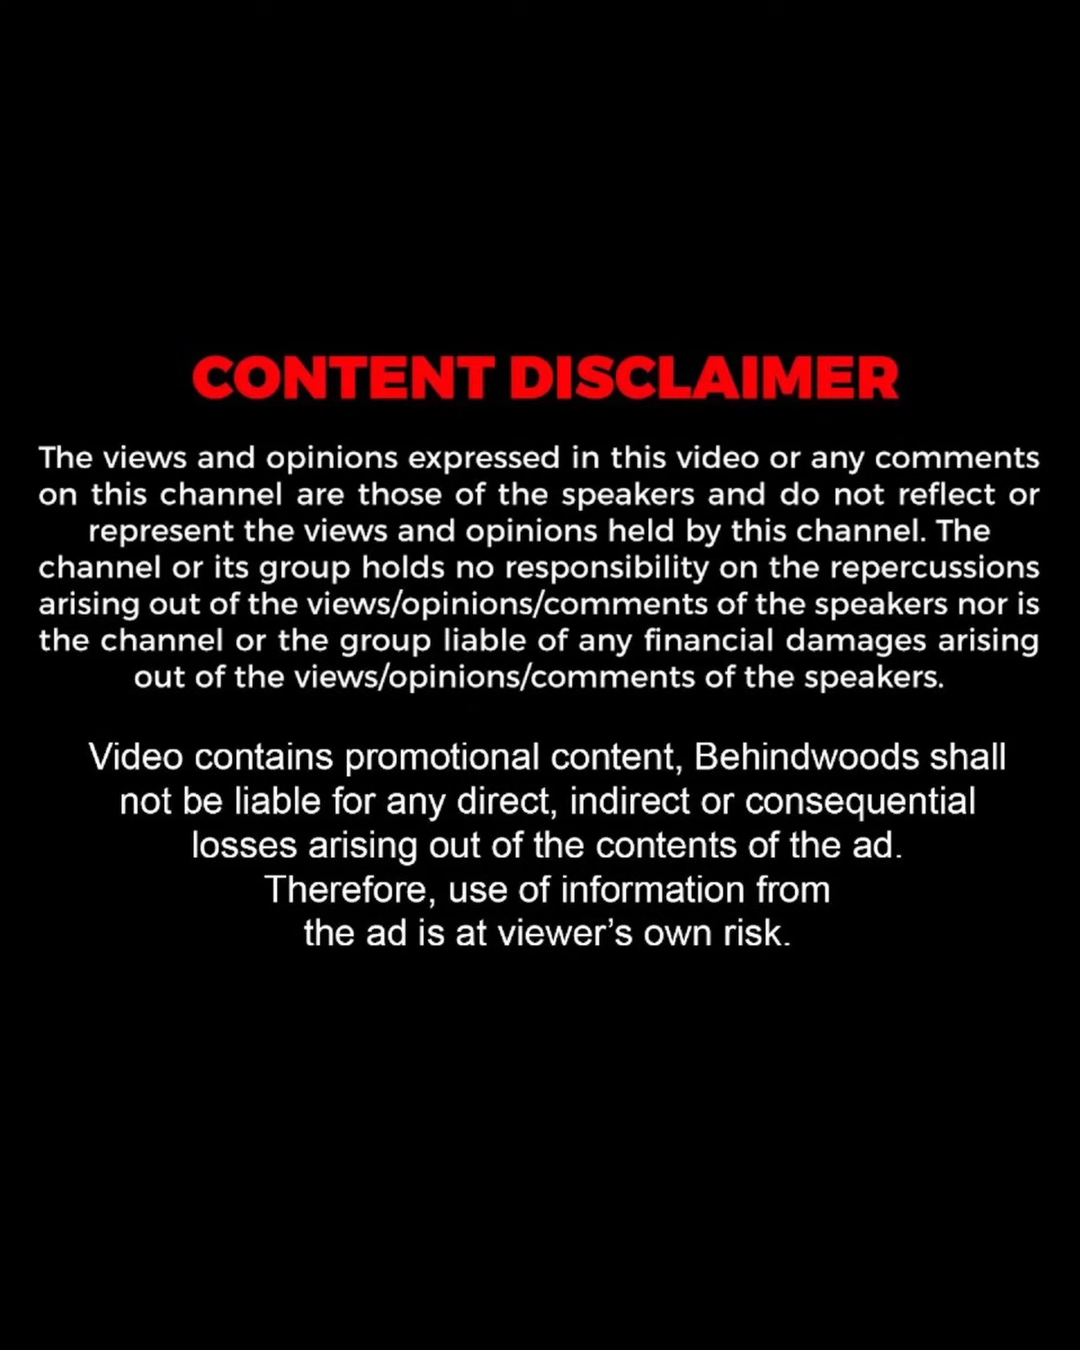 CONTENT DISCLAIMER
The views and opinions expressed in this video or any comments
on this channel are those of the speakers and do not reflect or
represent the views and opinions held by this channel. The
channel or its group holds no responsibility on the repercussions
arising out of the views/opinions/comments of the speakers nor is
the channel or the group liable of any financial damages arising
out of the views/opinions/comments of the speakers.
Video contains promotional content, Behindwoods shall
not be liable for any direct, indirect or consequential
losses arising out of the contents of the ad.
Therefore, use of information from
the ad is at viewer’s own risk.